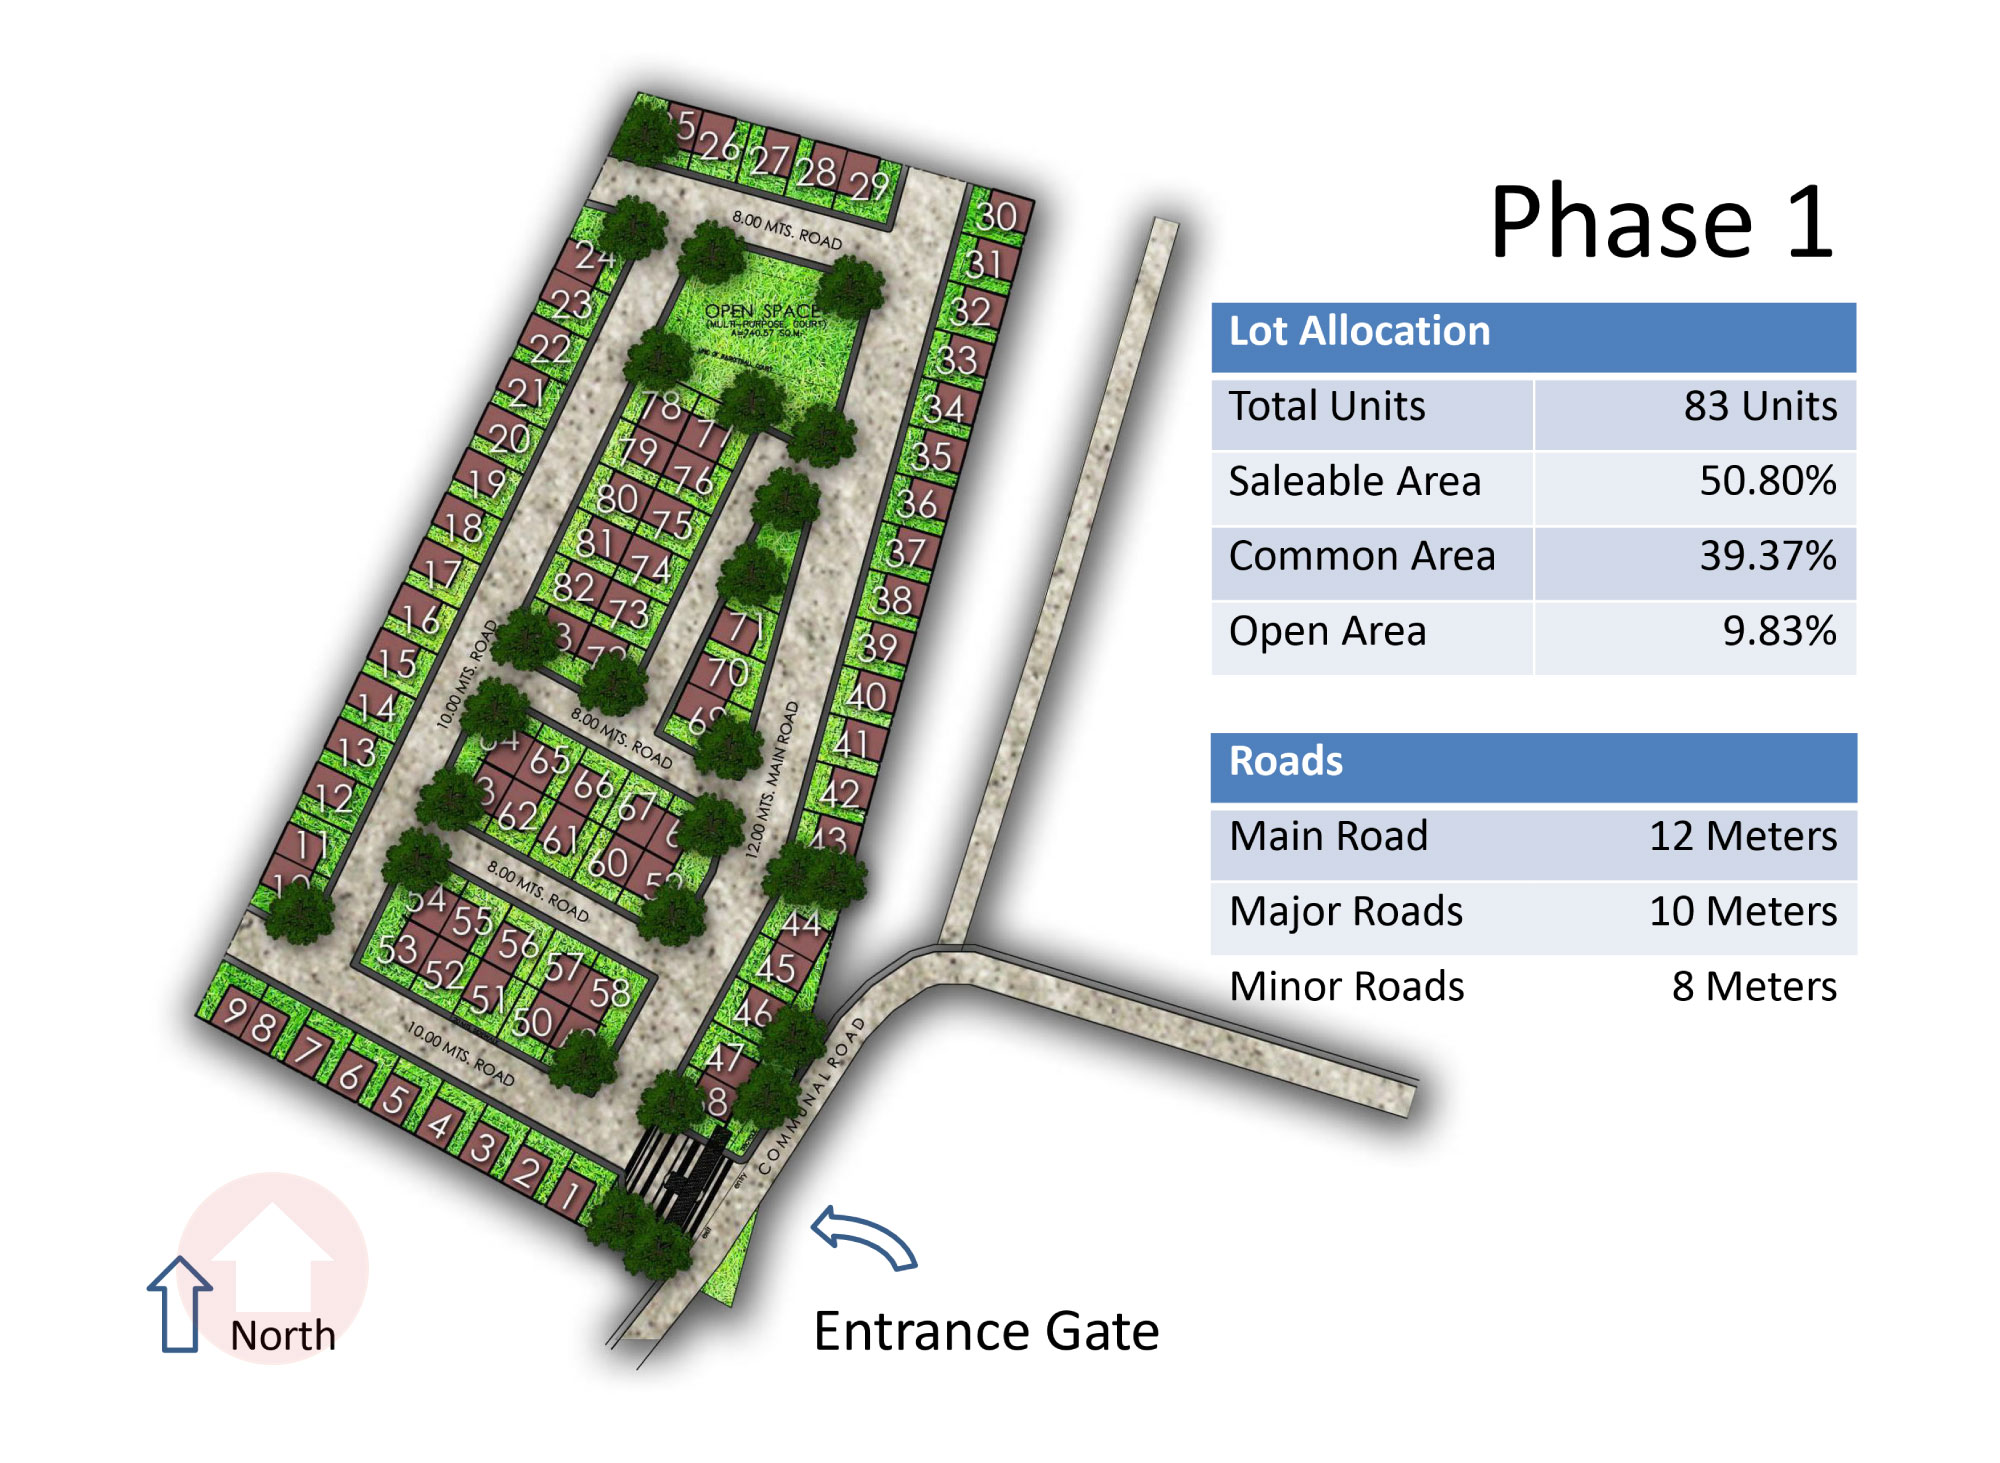 Phase 1
Lot Allocation
Total Units 83 Units
Saleable Area 50.80%
Common Area 39.37%
Open Area 9.83%
Roads
Main Road 12 Meters
Major Roads 10 Meters
Minor Roads 8 Meters
5 26 27 28 29
30
8.00 MTS. ROAD
31
24
23
22
21
20
19
18
17
16
15
14
13
12
11
10
OPEN SPACE
(MULTI-PURPOSE COURT)
32
33
34
35
36
37
38
39
40
41
42
43
44
45
46
47
8
78 77
79 76
80 75
81 74
82 73
3 72
71
70
69
10.00 MTS. ROAD
8.00 MTS. ROAD
12.00 MTS. MAIN ROAD
64 65 66 67 6
3 62 61 60 59
8.00 MTS. ROAD
54 55 56 57 58
53 52 51 50
10.00 MTS. ROAD
9 8 7 6 5 4 3 2 1
COMMUNAL ROAD
entry
exit
North
Entrance Gate